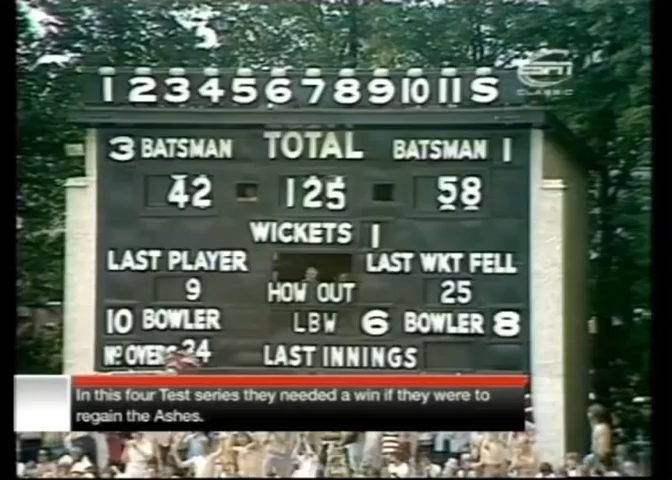 ESPN
CLASSIC
1 2 3 4 5 6 7 8 9 10 11 S
3 BATSMAN TOTAL BATSMAN 1
42 125 58
WICKETS 1
LAST PLAYER LAST WKT FELL
9 HOW OUT 25
10 BOWLER LBW 6 BOWLER 8
No OVERS 24 LAST INNINGS
In this four Test series they needed a win if they were to
regain the Ashes.